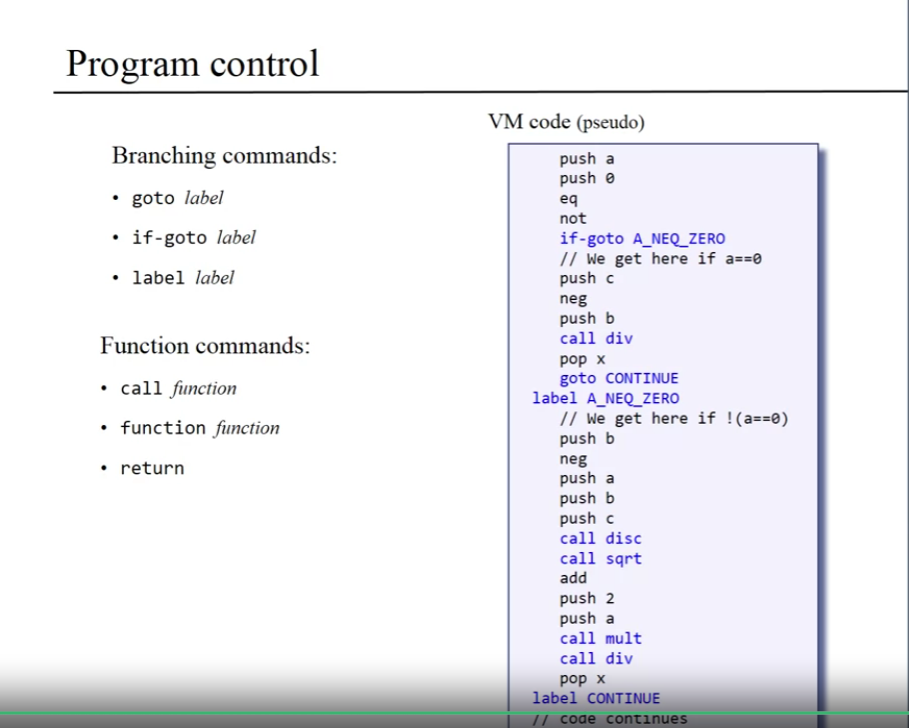 Program control
Branching commands:
• goto label
• if-goto label
• label label
Function commands:
• call function
• function function
• return
VM code (pseudo)
push a
push 0
eq
not
if-goto A_NEQ_ZERO
// We get here if a==0
push c
neg
push b
call div
pop x
goto CONTINUE
label A_NEQ_ZERO
// We get here if !(a==0)
push b
neg
push a
push b
push c
call disc
call sqrt
add
push 2
push a
call mult
call div
pop x
label CONTINUE
// code continues